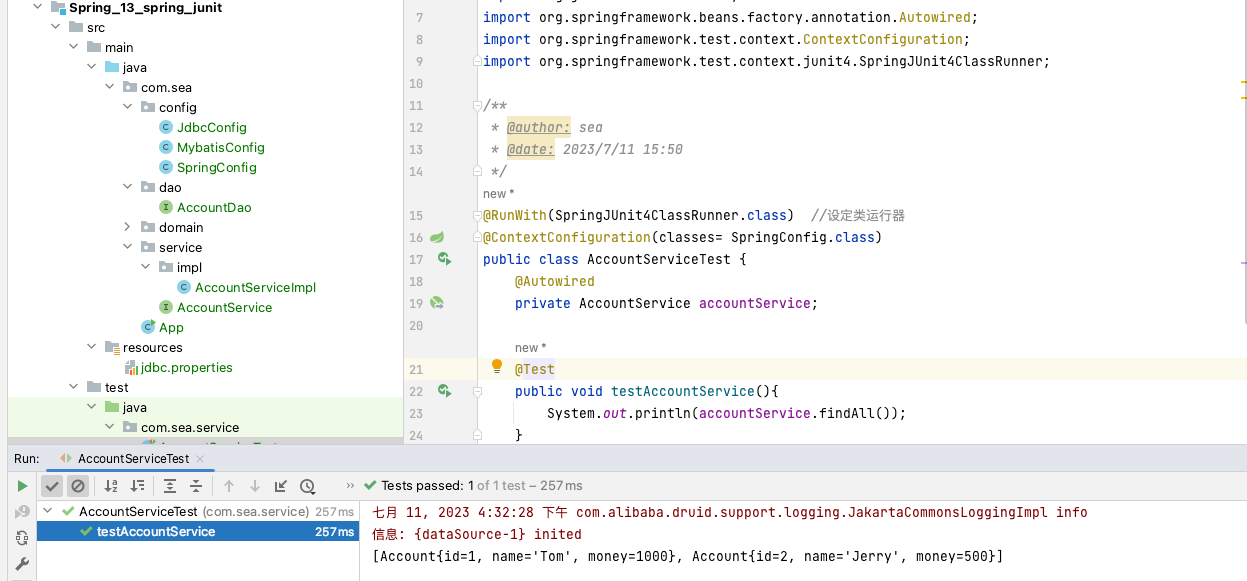 Spring_13_spring_junit
src
main
java
com.sea
config
JdbcConfig
MybatisConfig
SpringConfig
dao
AccountDao
domain
service
impl
AccountServiceImpl
AccountService
App
resources
jdbc.properties
test
java
com.sea.service
7 import org.springframework.beans.factory.annotation.Autowired;
8 import org.springframework.test.context.ContextConfiguration;
9 import org.springframework.test.context.junit4.SpringJUnit4ClassRunner;
10
11 /**
12 * @author: sea
13 * @date: 2023/7/11 15:50
14 */
new *
15 @RunWith(SpringJUnit4ClassRunner.class) //设定类运行器
16 @ContextConfiguration(classes= SpringConfig.class)
17 public class AccountServiceTest {
18 @Autowired
19 private AccountService accountService;
20
new *
21 @Test
22 public void testAccountService(){
23 System.out.println(accountService.findAll());
24 }
Run: AccountServiceTest
Tests passed: 1 of 1 test – 257 ms
AccountServiceTest (com.sea.service) 257 ms
testAccountService 257 ms
七月 11, 2023 4:32:28 下午 com.alibaba.druid.support.logging.JakartaCommonsLoggingImpl info
信息: {dataSource-1} inited
[Account{id=1, name='Tom', money=1000}, Account{id=2, name='Jerry', money=500}]